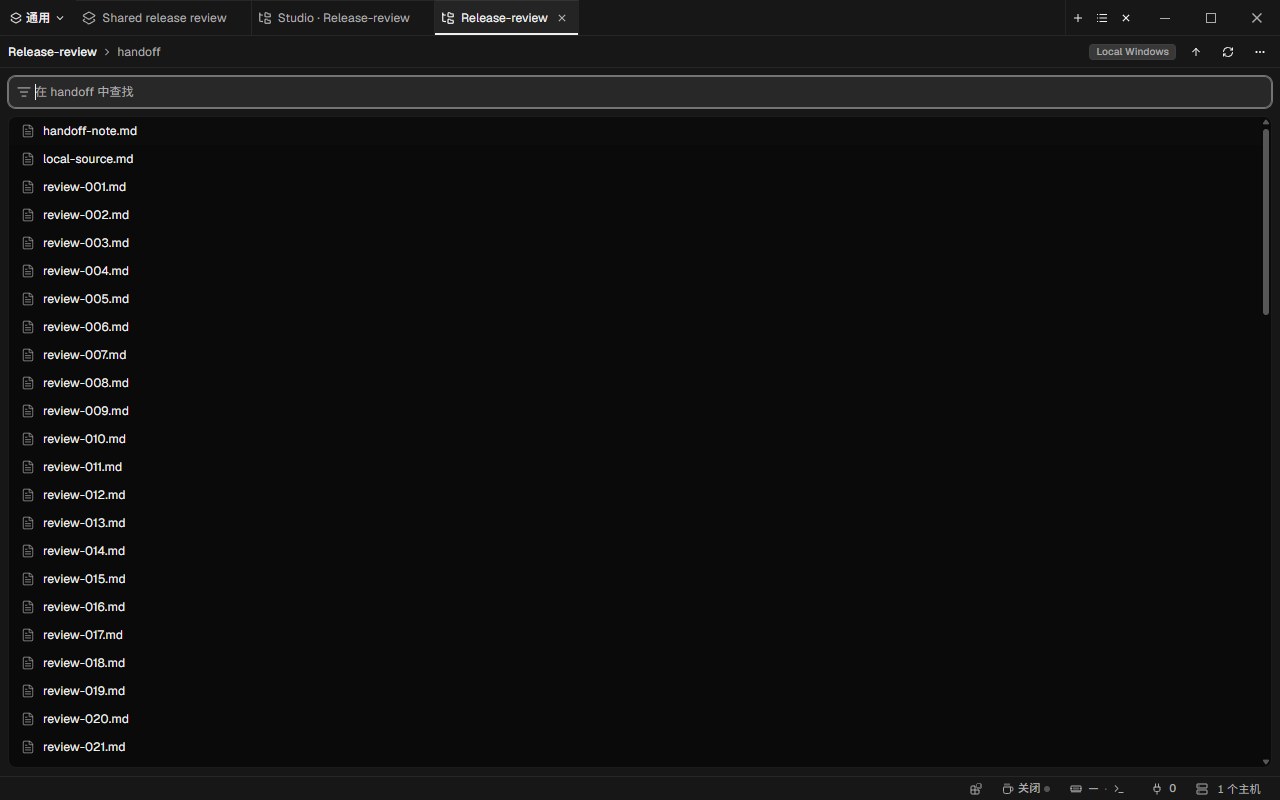 通用
Shared release review
Studio · Release-review
Release-review
Release-review > handoff
Local Windows
在 handoff 中查找
handoff-note.md
local-source.md
review-001.md
review-002.md
review-003.md
review-004.md
review-005.md
review-006.md
review-007.md
review-008.md
review-009.md
review-010.md
review-011.md
review-012.md
review-013.md
review-014.md
review-015.md
review-016.md
review-017.md
review-018.md
review-019.md
review-020.md
review-021.md
关闭
— ·
0
1 个主机